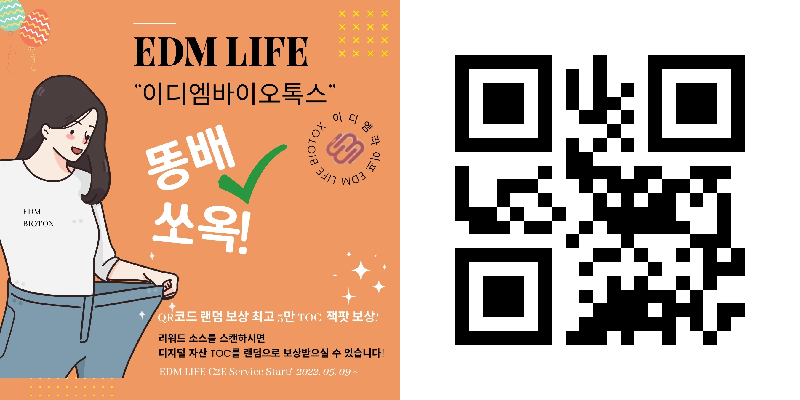 EDM LIFE
"이디엠바이오톡스"
똥배
쏘옥!
이디엠라이프 EDM LIFE BIOTOX
EDM
BIOTOX
QR코드 랜덤 보상 최고 5만 TOC 잭팟 보상!
리워드 소스를 스캔하시면
디지털 자산 TOC를 랜덤으로 보상받으실 수 있습니다!
EDM LIFE C2E Service Start! 2022. 05. 09 ~